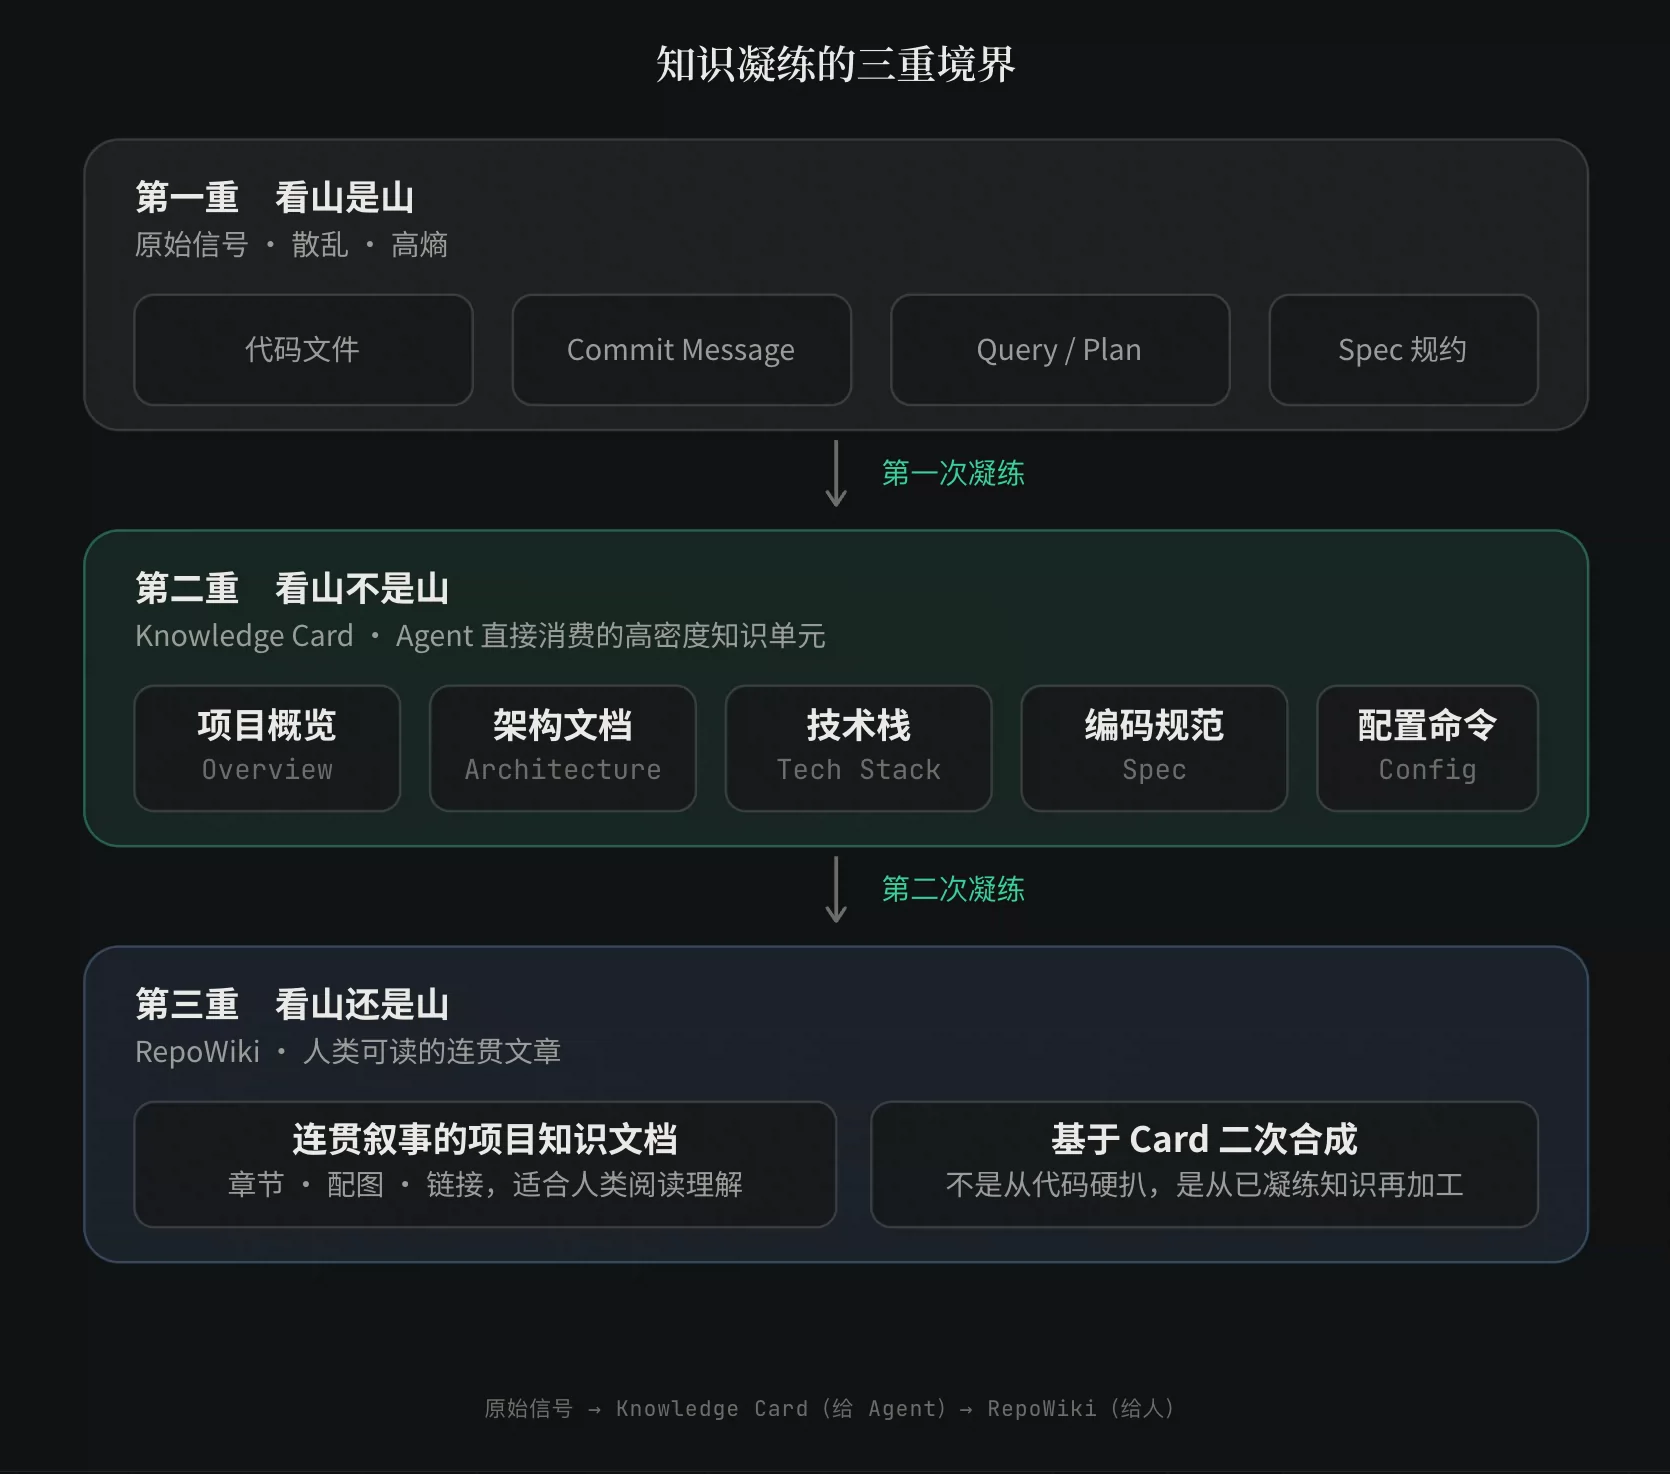 知识凝练的三重境界
第一重 看山是山
原始信号 · 散乱 · 高熵
代码文件
Commit Message
Query / Plan
Spec 规约
第一次凝练
第二重 看山不是山
Knowledge Card · Agent 直接消费的高密度知识单元
项目概览
Overview
架构文档
Architecture
技术栈
Tech Stack
编码规范
Spec
配置命令
Config
第二次凝练
第三重 看山还是山
RepoWiki · 人类可读的连贯文章
连贯叙事的项目知识文档
章节 · 配图 · 链接，适合人类阅读理解
基于 Card 二次合成
不是从代码硬扒，是从已凝练知识再加工
原始信号 → Knowledge Card（给 Agent）→ RepoWiki（给人）